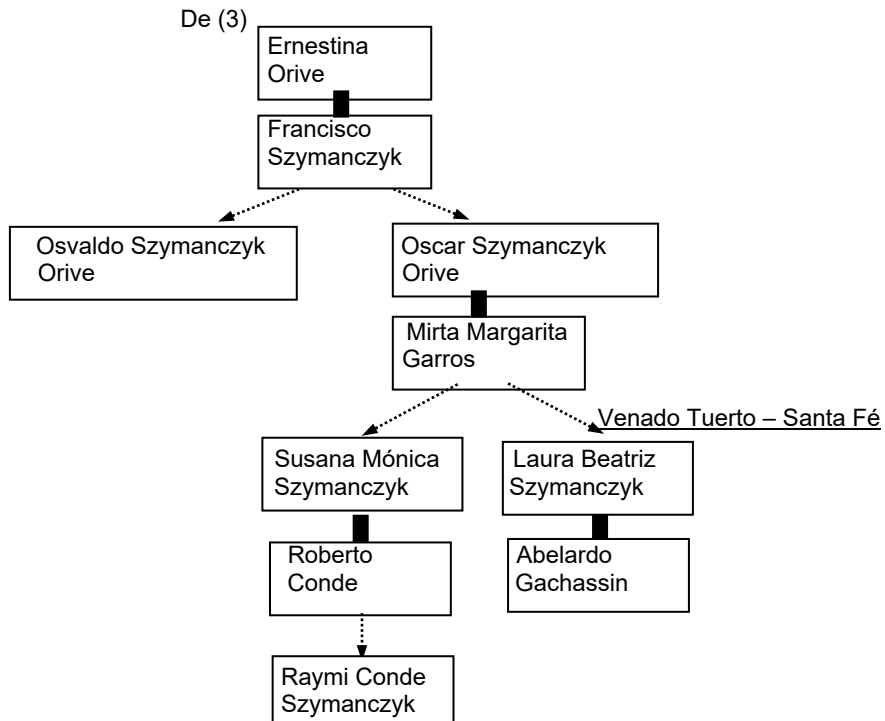 De (3)
Ernestina
Orive
Francisco
Szymanczyk
Osvaldo Szymanczyk
Orive
Oscar Szymanczyk
Orive
Mirta Margarita
Garros
Venado Tuerto – Santa Fé
Susana Mónica
Szymanczyk
Laura Beatriz
Szymanczyk
Roberto
Conde
Abelardo
Gachassin
Raymi Conde
Szymanczyk